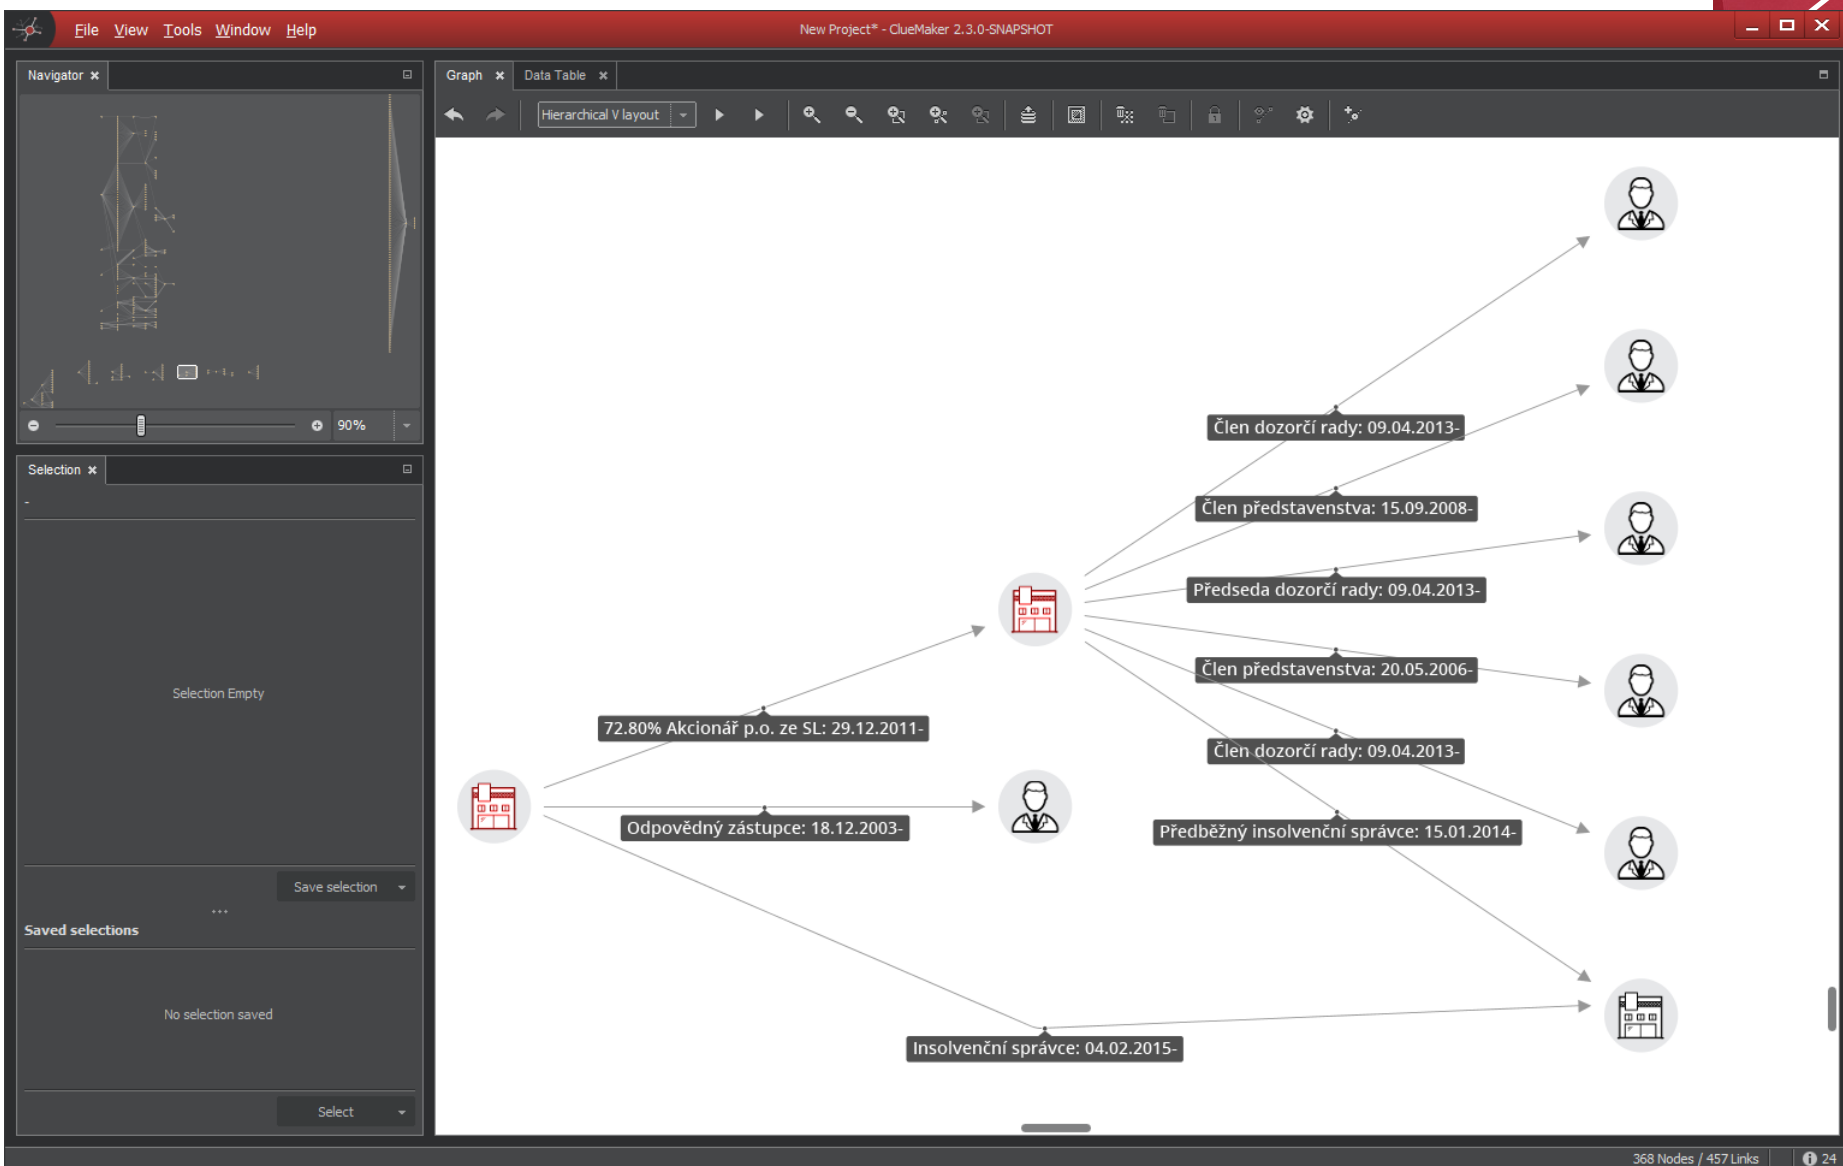 File View Tools Window Help
New Project* - ClueMaker 2.3.0-SNAPSHOT
Navigator
90%
Selection
-
Selection Empty
Save selection
Saved selections
No selection saved
Select
Graph
Data Table
Hierarchical V layout
Člen dozorčí rady: 09.04.2013-
Člen představenstva: 15.09.2008-
Předseda dozorčí rady: 09.04.2013-
Člen představenstva: 20.05.2006-
72.80% Akcionář p.o. ze SL: 29.12.2011-
Člen dozorčí rady: 09.04.2013-
Odpovědný zástupce: 18.12.2003-
Předběžný insolvenční správce: 15.01.2014-
Insolvenční správce: 04.02.2015-
368 Nodes / 457 Links
24